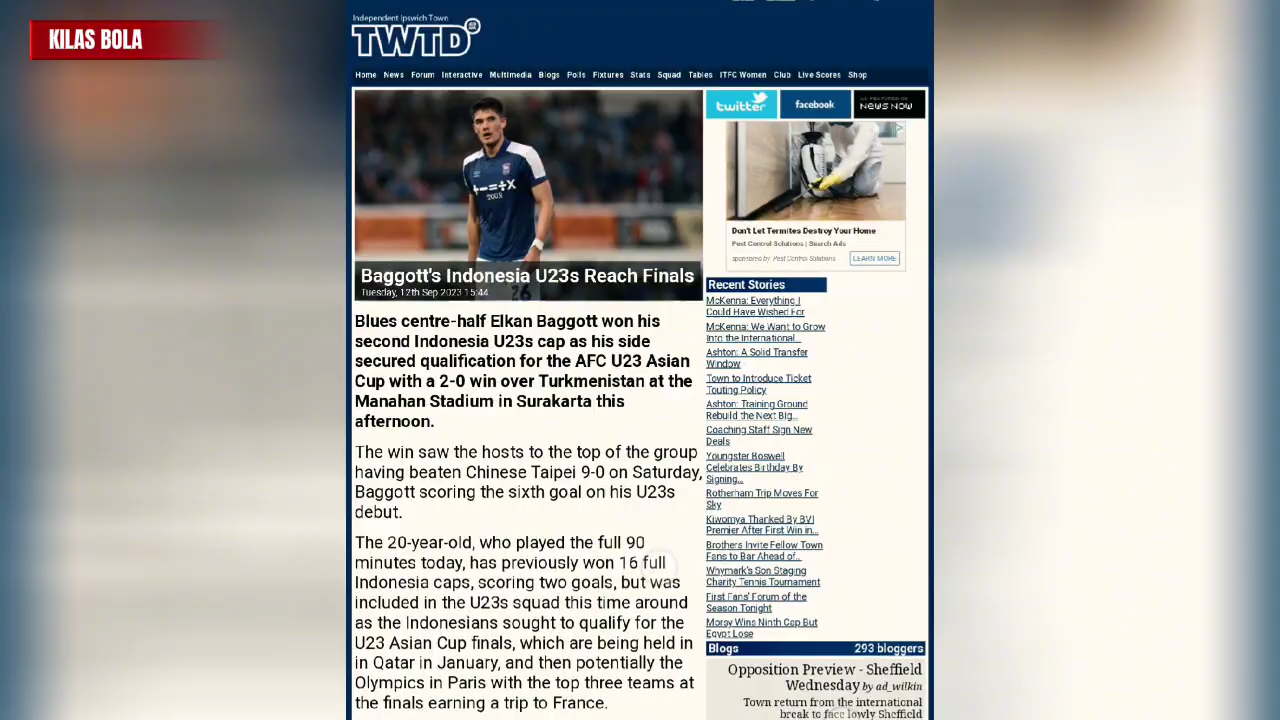 KILAS BOLA
Independent Ipswich Town
TWTD
Home News Forum Interactive Multimedia Blogs Polls Fixtures Stats Squad Tables ITFC Women Club Live Scores Shop
TOUR
26
Baggott's Indonesia U23s Reach Finals
Tuesday, 12th Sep 2023 15:44
Blues centre-half Elkan Baggott won his
second Indonesia U23s cap as his side
secured qualification for the AFC U23 Asian
Cup with a 2-0 win over Turkmenistan at the
Manahan Stadium in Surakarta this
afternoon.
The win saw the hosts to the top of the group
having beaten Chinese Taipei 9-0 on Saturday,
Baggott scoring the sixth goal on his U23s
debut.
The 20-year-old, who played the full 90
minutes today, has previously won 16 full
Indonesia caps, scoring two goals, but was
included in the U23s squad this time around
as the Indonesians sought to qualify for the
U23 Asian Cup finals, which are being held in
in Qatar in January, and then potentially the
Olympics in Paris with the top three teams at
the finals earning a trip to France.
twitter facebook AS FEATURED ON NEWS NOW
Don't Let Termites Destroy Your Home
Pest Control Solutions | Search Ads
sponsored by: Pest Control Solutions LEARN MORE
Recent Stories
McKenna: Everything I
Could Have Wished For
McKenna: We Want to Grow
Into the International...
Ashton: A Solid Transfer
Window
Town to Introduce Ticket
Touting Policy
Ashton: Training Ground
Rebuild the Next Big...
Coaching Staff Sign New
Deals
Youngster Boswell
Celebrates Birthday By
Signing...
Rotherham Trip Moves For
Sky
Kiwomya Thanked By BVI
Premier After First Win in...
Brothers Invite Fellow Town
Fans to Bar Ahead of...
Whymark's Son Staging
Charity Tennis Tournament
First Fans' Forum of the
Season Tonight
Morsy Wins Ninth Cap But
Egypt Lose
Blogs 293 bloggers
Opposition Preview - Sheffield
Wednesday by ad_wilkin
Town return from the international
break to face lowly Sheffield